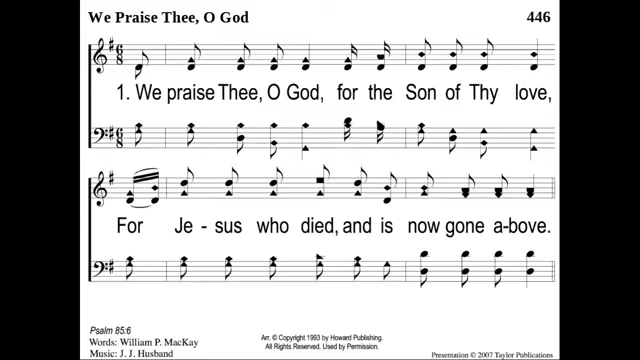 We Praise Thee, O God 446
1. We praise Thee, O God, for the Son of Thy love,
For Je - sus who died, and is now gone a-bove.
Psalm 85:6
Words: William P. MacKay
Music: J. J. Husband
Arr. © Copyright 1993 by Howard Publishing.
All Rights Reserved. Used by Permission.
Presentation © 2007 Taylor Publications